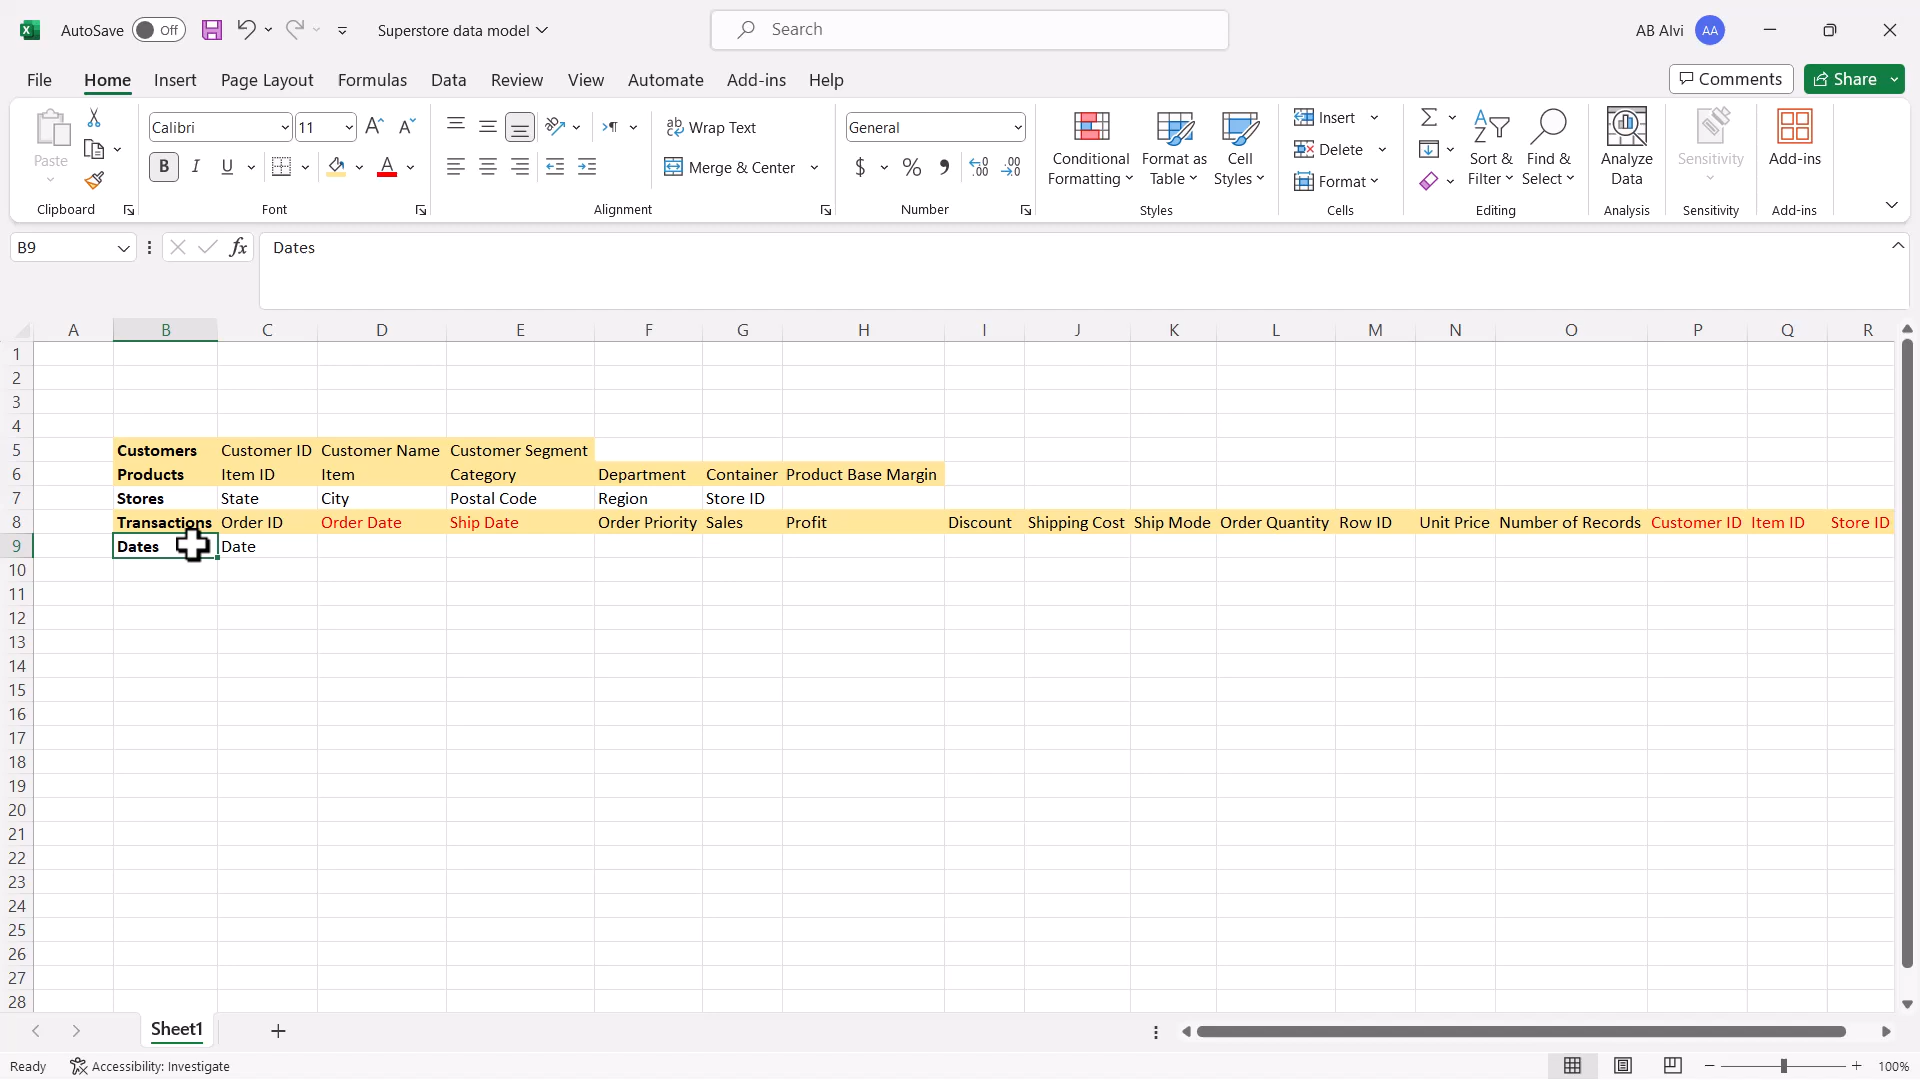 AutoSave Off Superstore data model Search AB Alvi AA
File Home Insert Page Layout Formulas Data Review View Automate Add-ins Help Comments Share
Paste
Clipboard
Calibri 11
B I U A
Font
Wrap Text
Merge & Center
Alignment
General
$ %
Number
Conditional Formatting
Format as Table
Cell Styles
Styles
Insert
Delete
Format
Cells
Sort & Filter
Find & Select
Editing
Analyze Data
Analysis
Sensitivity
Sensitivity
Add-ins
Add-ins
B9 fx Dates
A B C D E F G H I J K L M N O P Q R
1
2
3
4
5 Customers Customer ID Customer Name Customer Segment
6 Products Item ID Item Category Department Container Product Base Margin
7 Stores State City Postal Code Region Store ID
8 Transactions Order ID Order Date Ship Date Order Priority Sales Profit Discount Shipping Cost Ship Mode Order Quantity Row ID Unit Price Number of Records Customer ID Item ID Store ID
9 Dates Date
10
11
12
13
14
15
16
17
18
19
20
21
22
23
24
25
26
27
28
Sheet1
Ready Accessibility: Investigate 100%